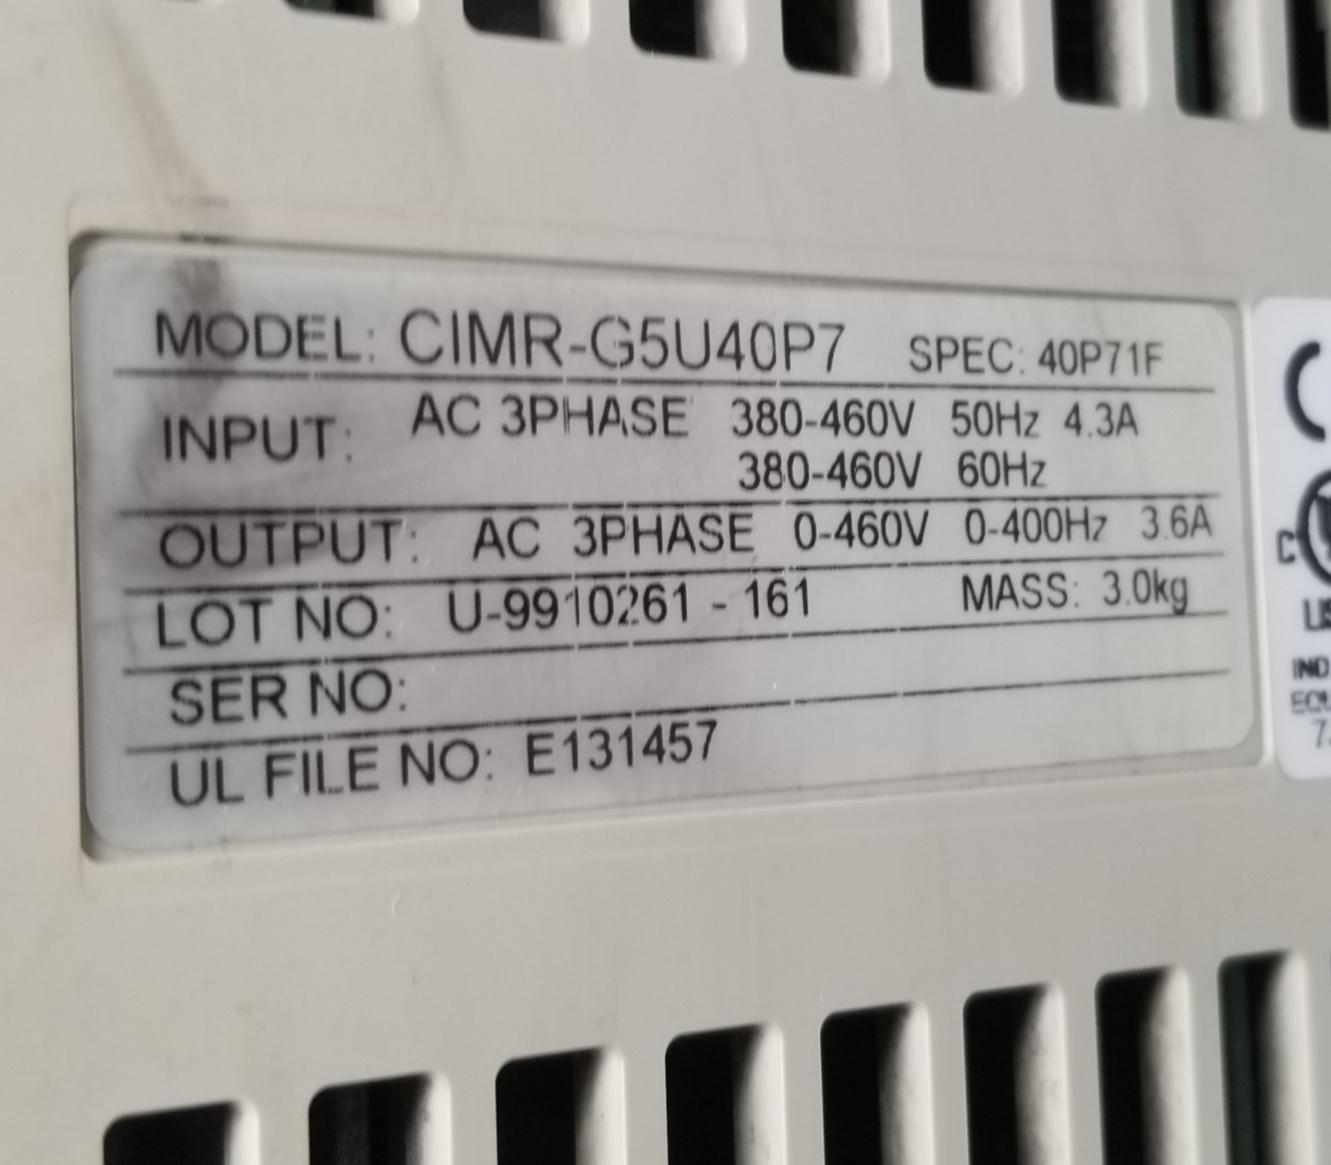 MODEL: CIMR-G5U40P7 SPEC: 40P71F
INPUT: AC 3PHASE 380-460V 50Hz 4.3A
380-460V 60Hz
OUTPUT: AC 3PHASE 0-460V 0-400Hz 3.6A
LOT NO: U-9910261 - 161 MASS: 3.0kg
SER NO:
UL FILE NO: E131457